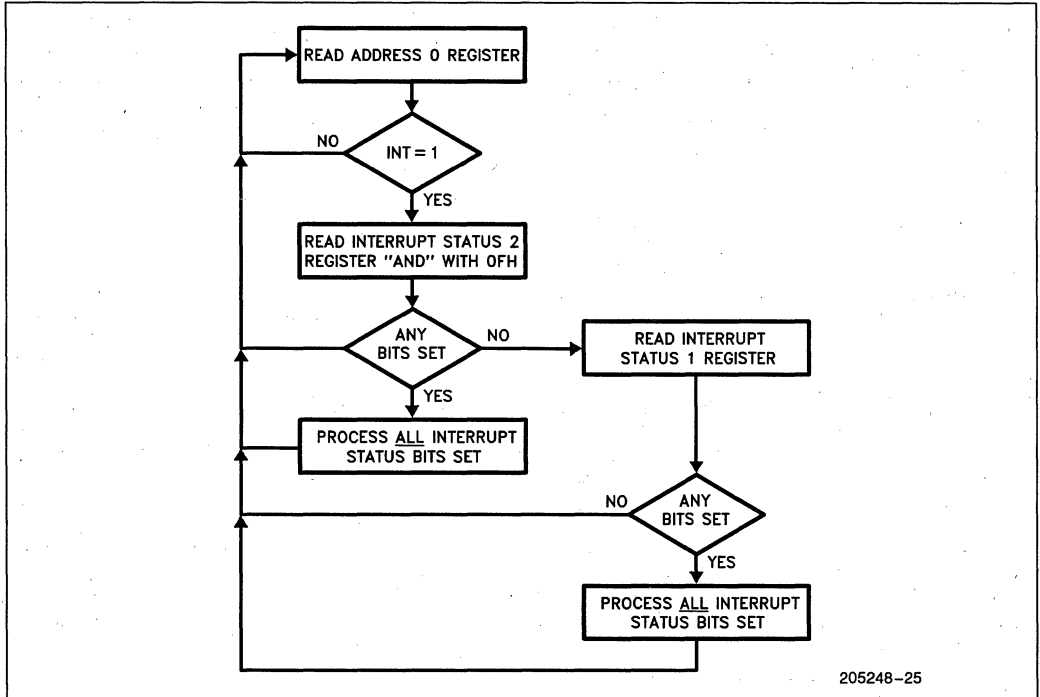 READ ADDRESS 0 REGISTER
NO
INT = 1
YES
READ INTERRUPT STATUS 2
REGISTER "AND" WITH 0FH
ANY
BITS SET
NO
YES
READ INTERRUPT
STATUS 1 REGISTER
PROCESS ALL INTERRUPT
STATUS BITS SET
NO
ANY
BITS SET
YES
PROCESS ALL INTERRUPT
STATUS BITS SET
205248-25